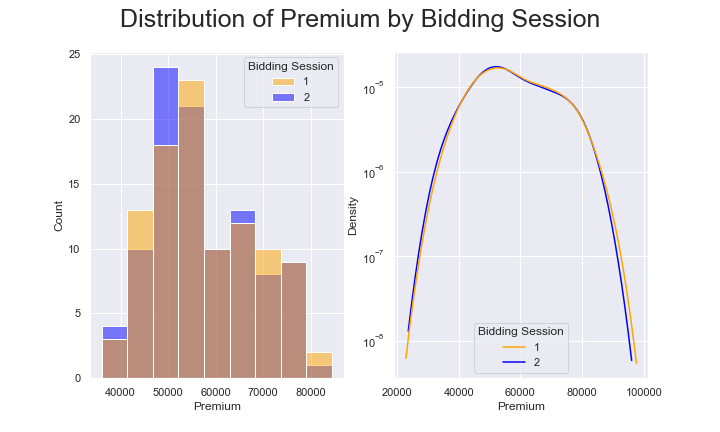 Distribution of Premium by Bidding Session
25
20
15
10
5
0
Count
40000 50000 60000 70000 80000
Premium
Bidding Session
1
2
10⁻⁵
10⁻⁶
10⁻⁷
10⁻⁸
Density
20000 40000 60000 80000 100000
Premium
Bidding Session
1
2